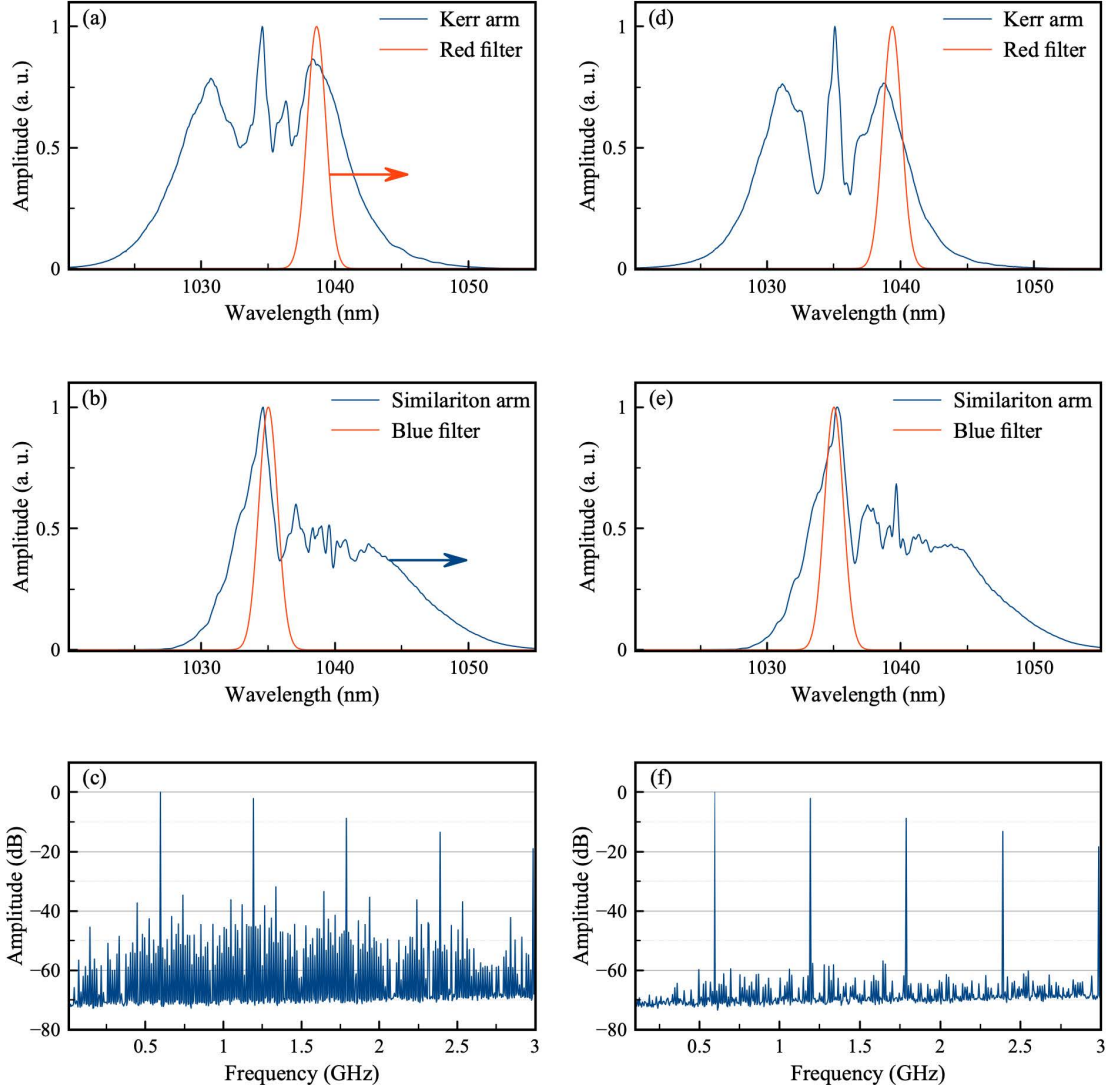 (a)
Kerr arm
Red filter
1
0.5
0
Amplitude (a. u.)
1030
1040
1050
Wavelength (nm)
(d)
Kerr arm
Red filter
1
0.5
0
Amplitude (a. u.)
1030
1040
1050
Wavelength (nm)
(b)
Similariton arm
Blue filter
1
0.5
0
Amplitude (a. u.)
1030
1040
1050
Wavelength (nm)
(e)
Similariton arm
Blue filter
1
0.5
0
Amplitude (a. u.)
1030
1040
1050
Wavelength (nm)
(c)
0
−20
−40
−60
−80
Amplitude (dB)
0.5
1
1.5
2
2.5
3
Frequency (GHz)
(f)
0
−20
−40
−60
−80
Amplitude (dB)
0.5
1
1.5
2
2.5
3
Frequency (GHz)